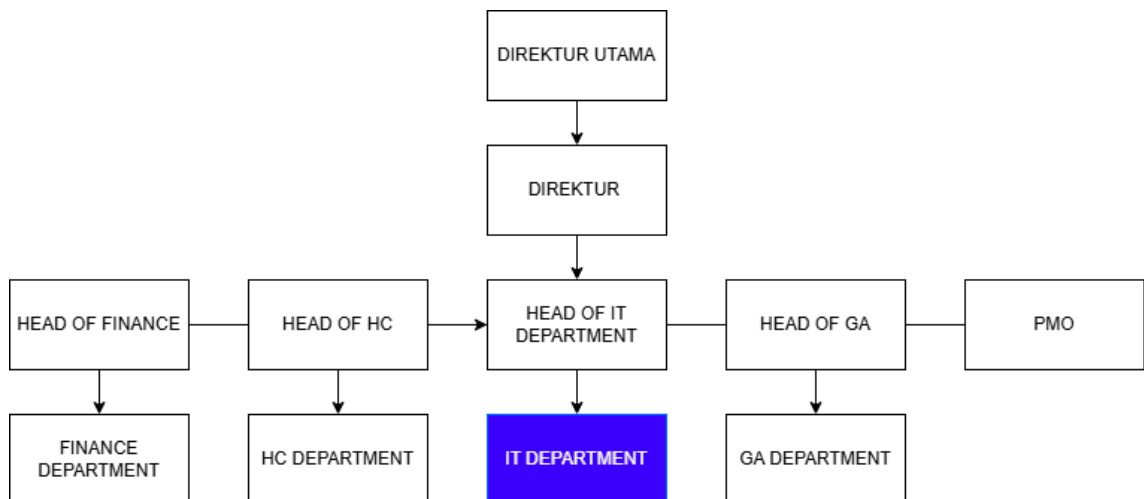 DIREKTUR UTAMA
DIREKTUR
HEAD OF FINANCE
HEAD OF HC
HEAD OF IT
DEPARTMENT
HEAD OF GA
PMO
FINANCE
DEPARTMENT
HC DEPARTMENT
IT DEPARTMENT
GA DEPARTMENT